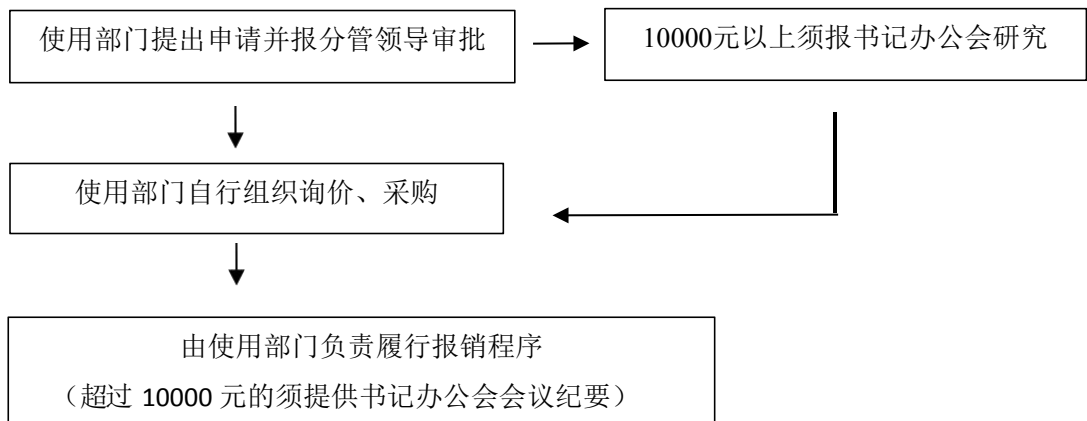 使用部门提出申请并报分管领导审批
10000元以上须报书记办公会研究
使用部门自行组织询价、采购
由使用部门负责履行报销程序
（超过 10000 元的须提供书记办公会会议纪要）